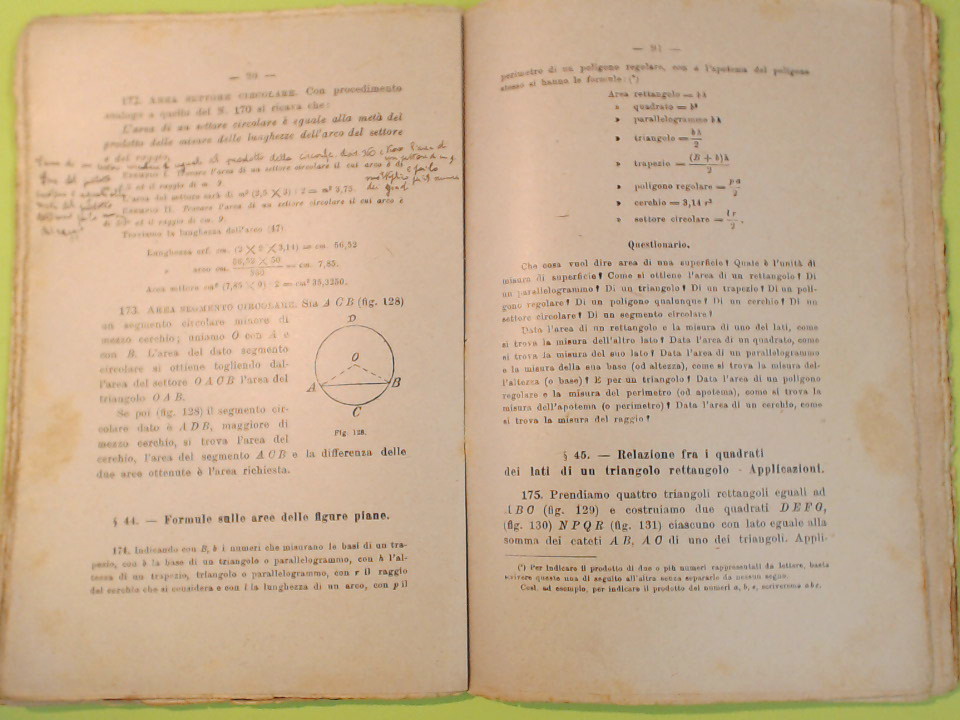 — 90 —
172. AREA SETTORE CIRCOLARE. Con procedimento
analogo a quello del N. 170 si ricava che:
L'area di un settore circolare è eguale alla metà del
prodotto delle misure delle lunghezze dell'arco del settore
e del raggio.
ESEMPIO I. Trovare l'area di un settore circolare il cui arco è di
ed il raggio di m. 3
L'area del settore sarà di m² (2,5 × 3) : 2 = m² 3,75.
ESEMPIO II. Trovare l'area di un settore circolare il cui arco è
di 50° ed il raggio di cm. 9.
Troviamo la lunghezza dell'arco (147)
Lunghezza crf. cm. (2 × 9 × 3,14) = cm. 56,52
» arco cm. 56,52 × 50 / 360 = cm. 7,85.
Area settore cm² (7,85 × 9) : 2 = cm² 35,3250.
173. AREA SEGMENTO CIRCOLARE. Sia A C B (fig. 128)
un segmento circolare minore di
mezzo cerchio; uniamo O con A e
con B. L'area del dato segmento
circolare si ottiene togliendo dal-
l'area del settore O A C B l'area del
triangolo O A B.
Se poi (fig. 128) il segmento cir-
colare dato è A D B, maggiore di
mezzo cerchio, si trova l'area del
cerchio, l'area del segmento A C B e la differenza delle
due aree ottenute è l'area richiesta.
D
O
A
B
C
Fig. 128.
§ 44. — Formule sulle aree delle figure piane.
174. Indicando con B, b i numeri che misurano le basi di un tra-
pezio, con b la base di un triangolo o parallelogrammo, con h l'al-
tezza di un trapezio, triangolo o parallelogrammo, con r il raggio
del cerchio che si considera e con l la lunghezza di un arco, con p il
— 91 —
perimetro di un poligono regolare, con a l'apotema del poligono
stesso si hanno le formule: (*)
Area rettangolo = b h
» quadrato = b²
» parallelogrammo b h
» triangolo = b h / 2
» trapezio = (B + b) h / 2
» poligono regolare = p a / 2
» cerchio = 3,14 r²
» settore circolare = l r / 2 .
Questionario.
Che cosa vuol dire area di una superficie? Quale è l'unità di
misura di superficie? Come si ottiene l'area di un rettangolo? Di
un parallelogrammo? Di un triangolo? Di un trapezio? Di un poli-
gono regolare? Di un poligono qualunque? Di un cerchio? Di un
settore circolare? Di un segmento circolare?
Data l'area di un rettangolo e la misura di uno dei lati, come
si trova la misura dell'altro lato? Data l'area di un quadrato, come
si trova la misura del suo lato? Data l'area di un parallelogrammo
e la misura della sua base (od altezza), come si trova la misura del-
l'altezza (o base)? E per un triangolo? Data l'area di un poligono
regolare e la misura del perimetro (od apotema), come si trova la
misura dell'apotema (o perimetro)? Data l'area di un cerchio, come
si trova la misura del raggio?
§ 45. — Relazione fra i quadrati
dei lati di un triangolo rettangolo - Applicazioni.
175. Prendiamo quattro triangoli rettangoli eguali ad
A B C (fig. 129) e costruiamo due quadrati D E F G,
(fig. 130) N P Q R (fig. 131) ciascuno con lato eguale alla
somma dei cateti A B, A C di uno dei triangoli. Appli-
(*) Per indicare il prodotto di due o più numeri rappresentati da lettere, basta
scrivere queste una di seguito all'altra senza separarle da nessun segno.
Così ad esempio, per indicare il prodotto dei numeri a, b, c, scriveremo a b c.